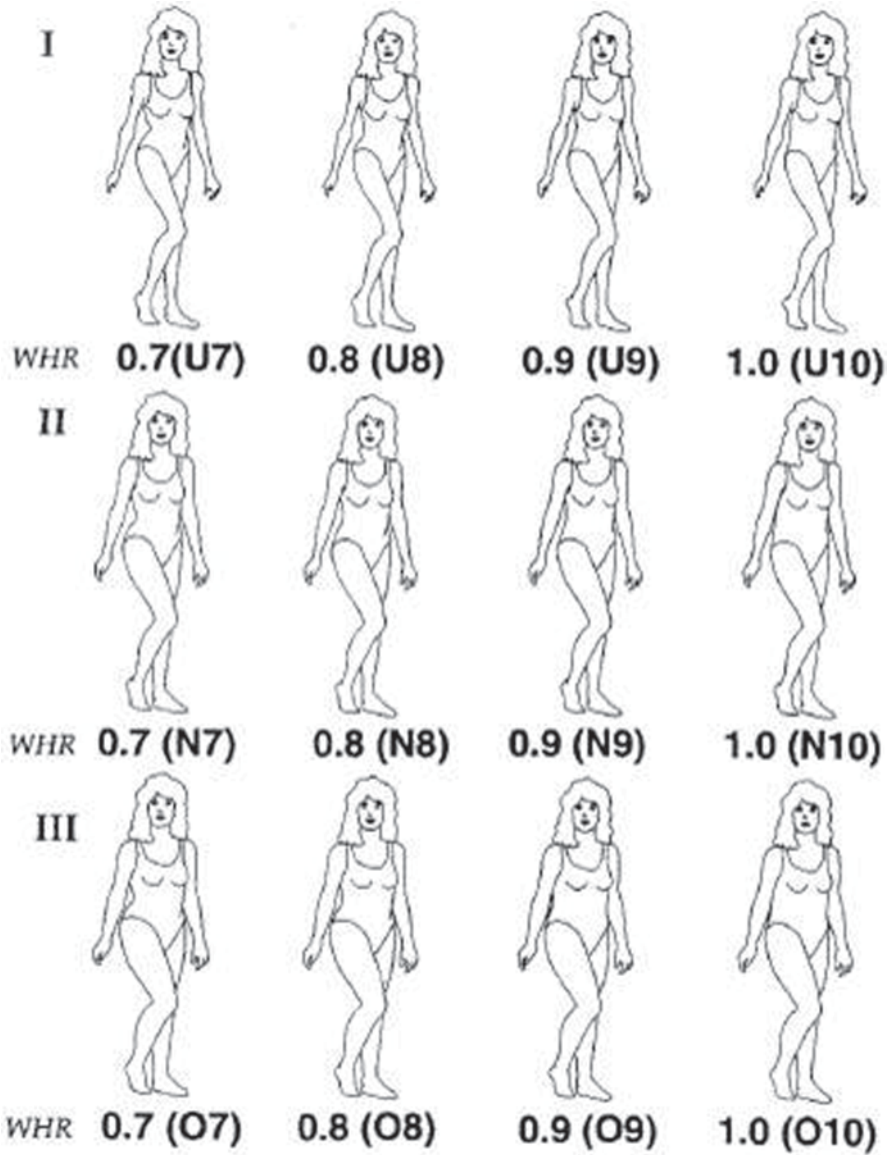 I
WHR 0.7(U7) 0.8 (U8) 0.9 (U9) 1.0 (U10)
II
WHR 0.7 (N7) 0.8 (N8) 0.9 (N9) 1.0 (N10)
III
WHR 0.7 (O7) 0.8 (O8) 0.9 (O9) 1.0 (O10)